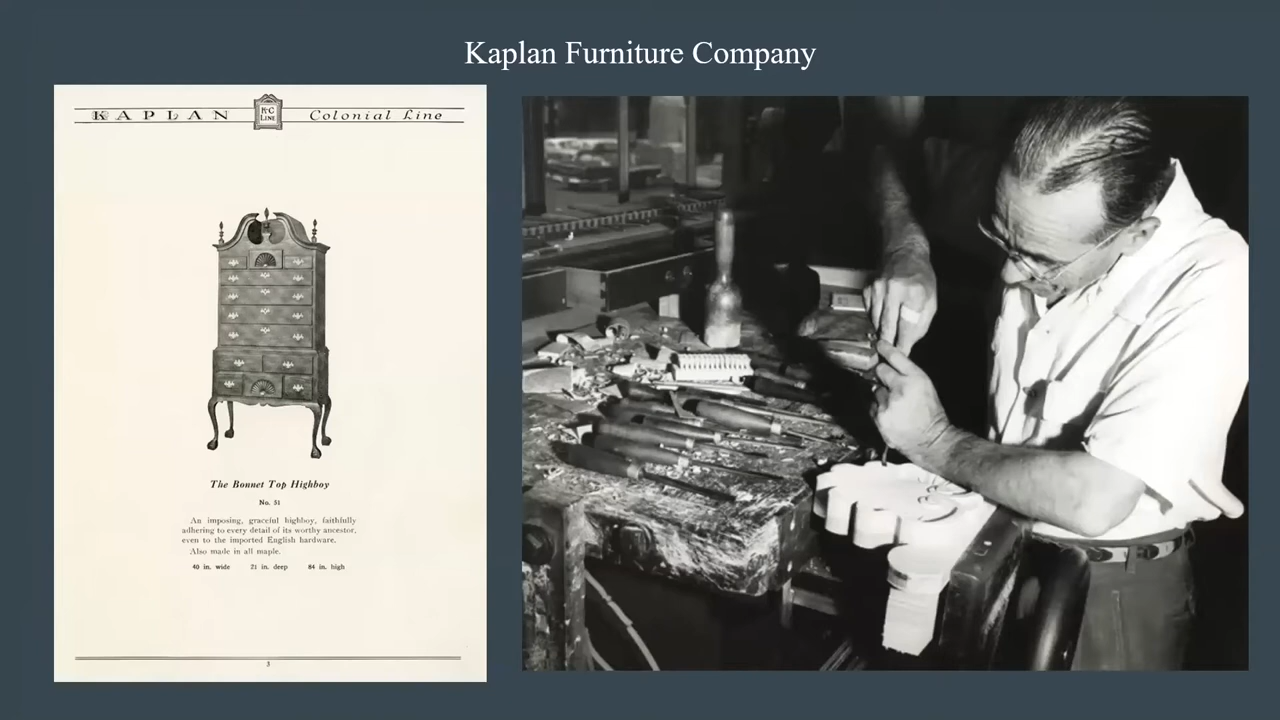 Kaplan Furniture Company
KAPLAN
K·C
LINE
Colonial Line
The Bonnet Top Highboy
No. 51
An imposing, graceful highboy, faithfully
adhering to every detail of its worthy ancestor,
even to the imported English hardware.
Also made in all maple.
40 in. wide 21 in. deep 84 in. high
3